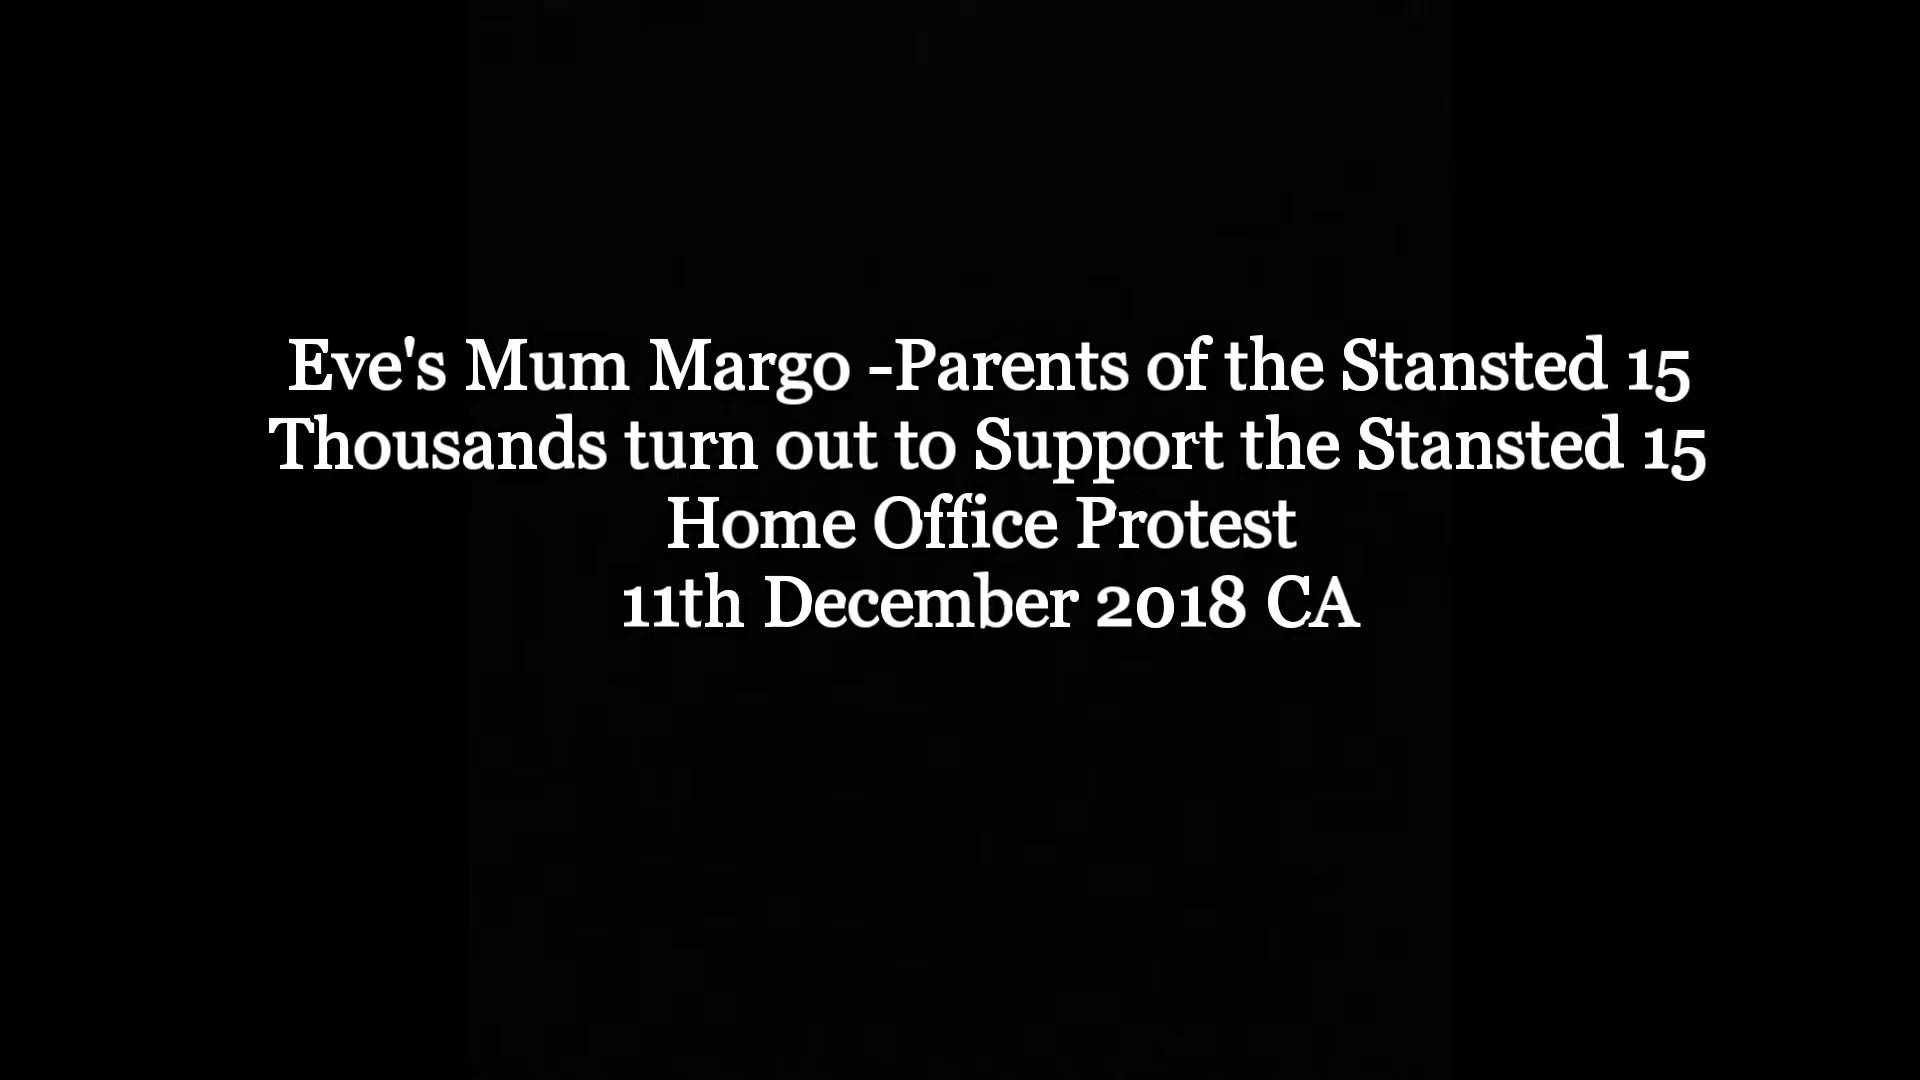 Eve's Mum Margo -Parents of the Stansted 15
Thousands turn out to Support the Stansted 15
Home Office Protest
11th December 2018 CA